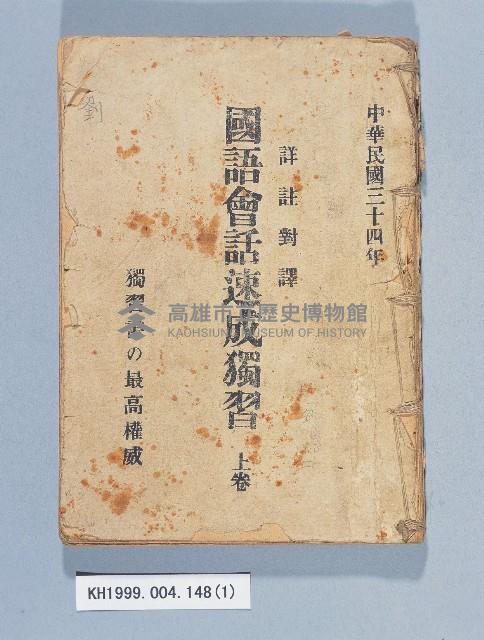 中華民國三十四年
詳註對譯
國語會話速成獨習 上卷
獨習書の最高權威
劉
高雄市立歷史博物館
KAOHSIUNG MUSEUM OF HISTORY
KH1999.004.148(1)